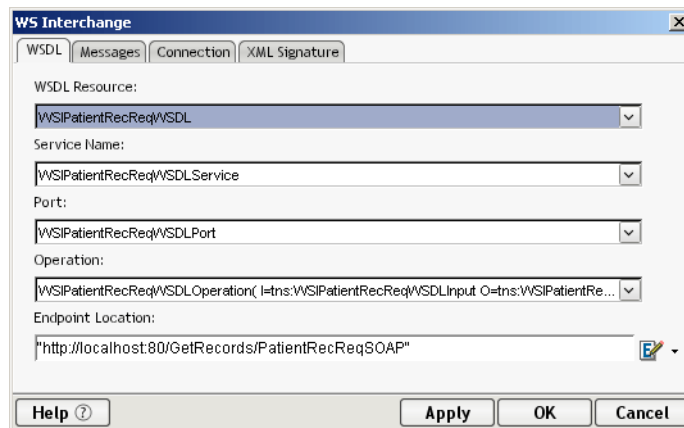 WS Interchange
WSDL Messages Connection XML Signature
WSDL Resource:
WSIPatientRecReqWSDL
Service Name:
WSIPatientRecReqWSDLService
Port:
WSIPatientRecReqWSDLPort
Operation:
WSIPatientRecReqWSDLOperation( I=tns:WSIPatientRecReqWSDLInput O=tns:WSIPatientRe...
Endpoint Location:
"http://localhost:80/GetRecords/PatientRecReqSOAP"
Help ? Apply OK Cancel